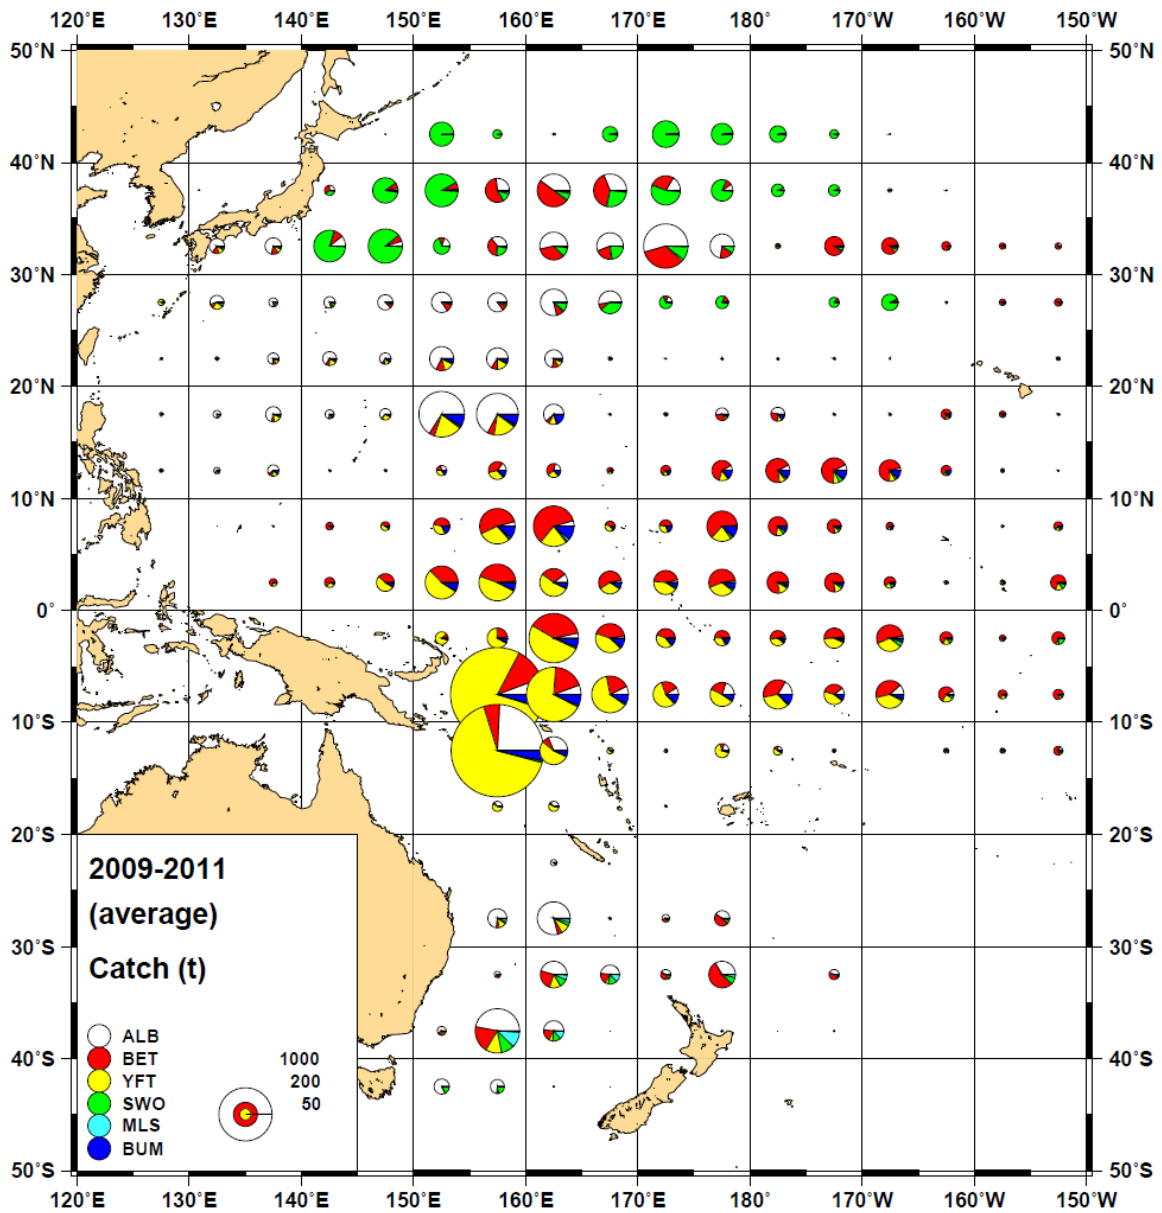 120°E 130°E 140°E 150°E 160°E 170°E 180° 170°W 160°W 150°W
50°N 50°N
40°N 40°N
30°N 30°N
20°N 20°N
10°N 10°N
0° 0°
10°S 10°S
20°S 20°S
2009-2011
(average)
30°S 30°S
Catch (t)
ALB
BET 1000
40°S 40°S
YFT 200
SWO 50
MLS
BUM
50°S 50°S
120°E 130°E 140°E 150°E 160°E 170°E 180° 170°W 160°W 150°W